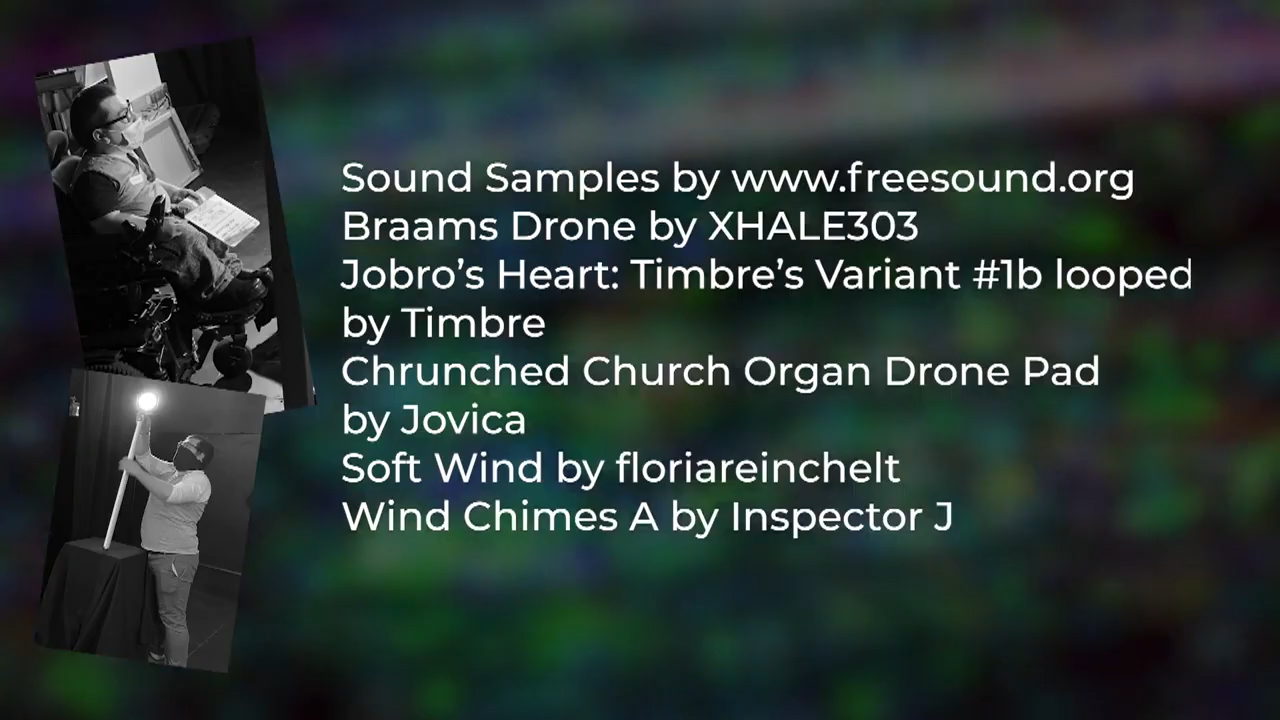 Sound Samples by www.freesound.org
Braams Drone by XHALE303
Jobro’s Heart: Timbre’s Variant #1b looped
by Timbre
Chrunched Church Organ Drone Pad
by Jovica
Soft Wind by floriareinchelt
Wind Chimes A by Inspector J